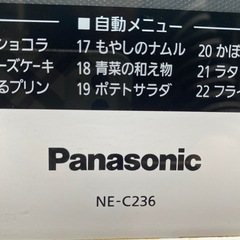 ■ 自動メニュー
ショコラ 17 もやしのナムル 20 かぼ
ーズケーキ 18 青菜の和え物 21 ラタ
るプリン 19 ポテトサラダ 22 フライ
Panasonic
NE-C236